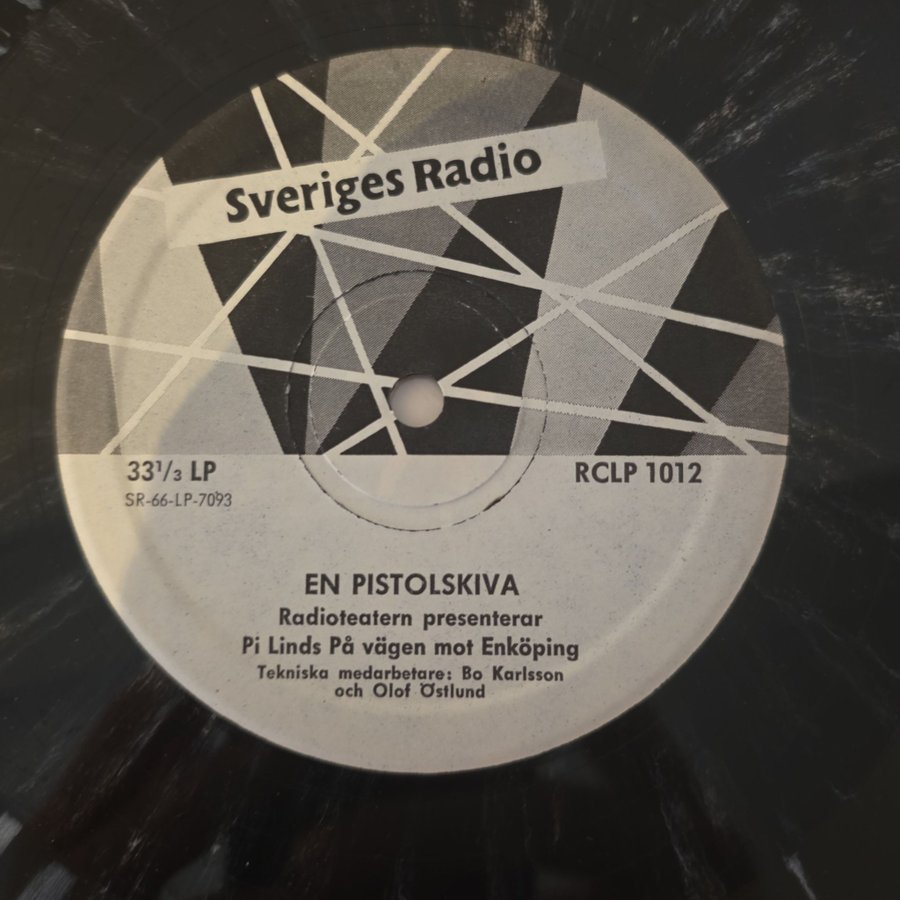 Sveriges Radio
33¹/₃ LP
RCLP 1012
SR-66-LP-7093
EN PISTOLSKIVA
Radioteatern presenterar
Pi Linds På vägen mot Enköping
Tekniska medarbetare: Bo Karlsson
och Olof Östlund